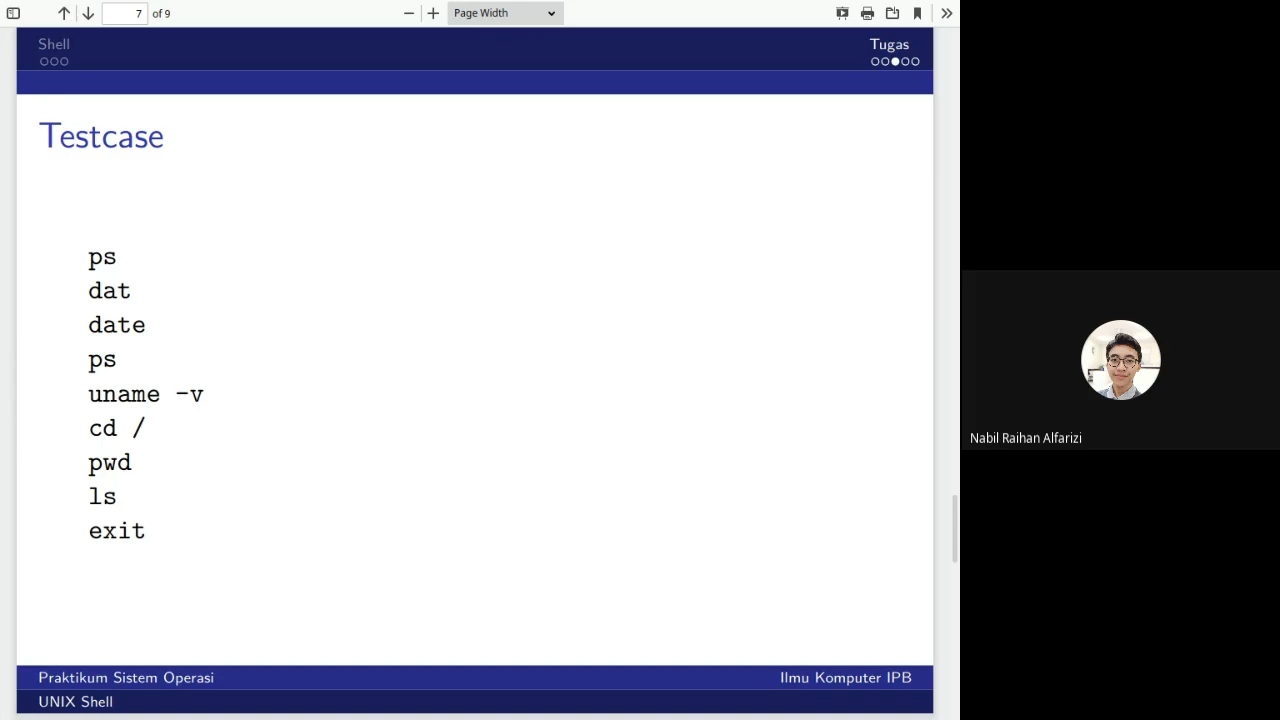 7 of 9
Page Width
Shell
Tugas
Testcase
ps
dat
date
ps
uname -v
cd /
pwd
ls
exit
Nabil Raihan Alfarizi
Praktikum Sistem Operasi
Ilmu Komputer IPB
UNIX Shell